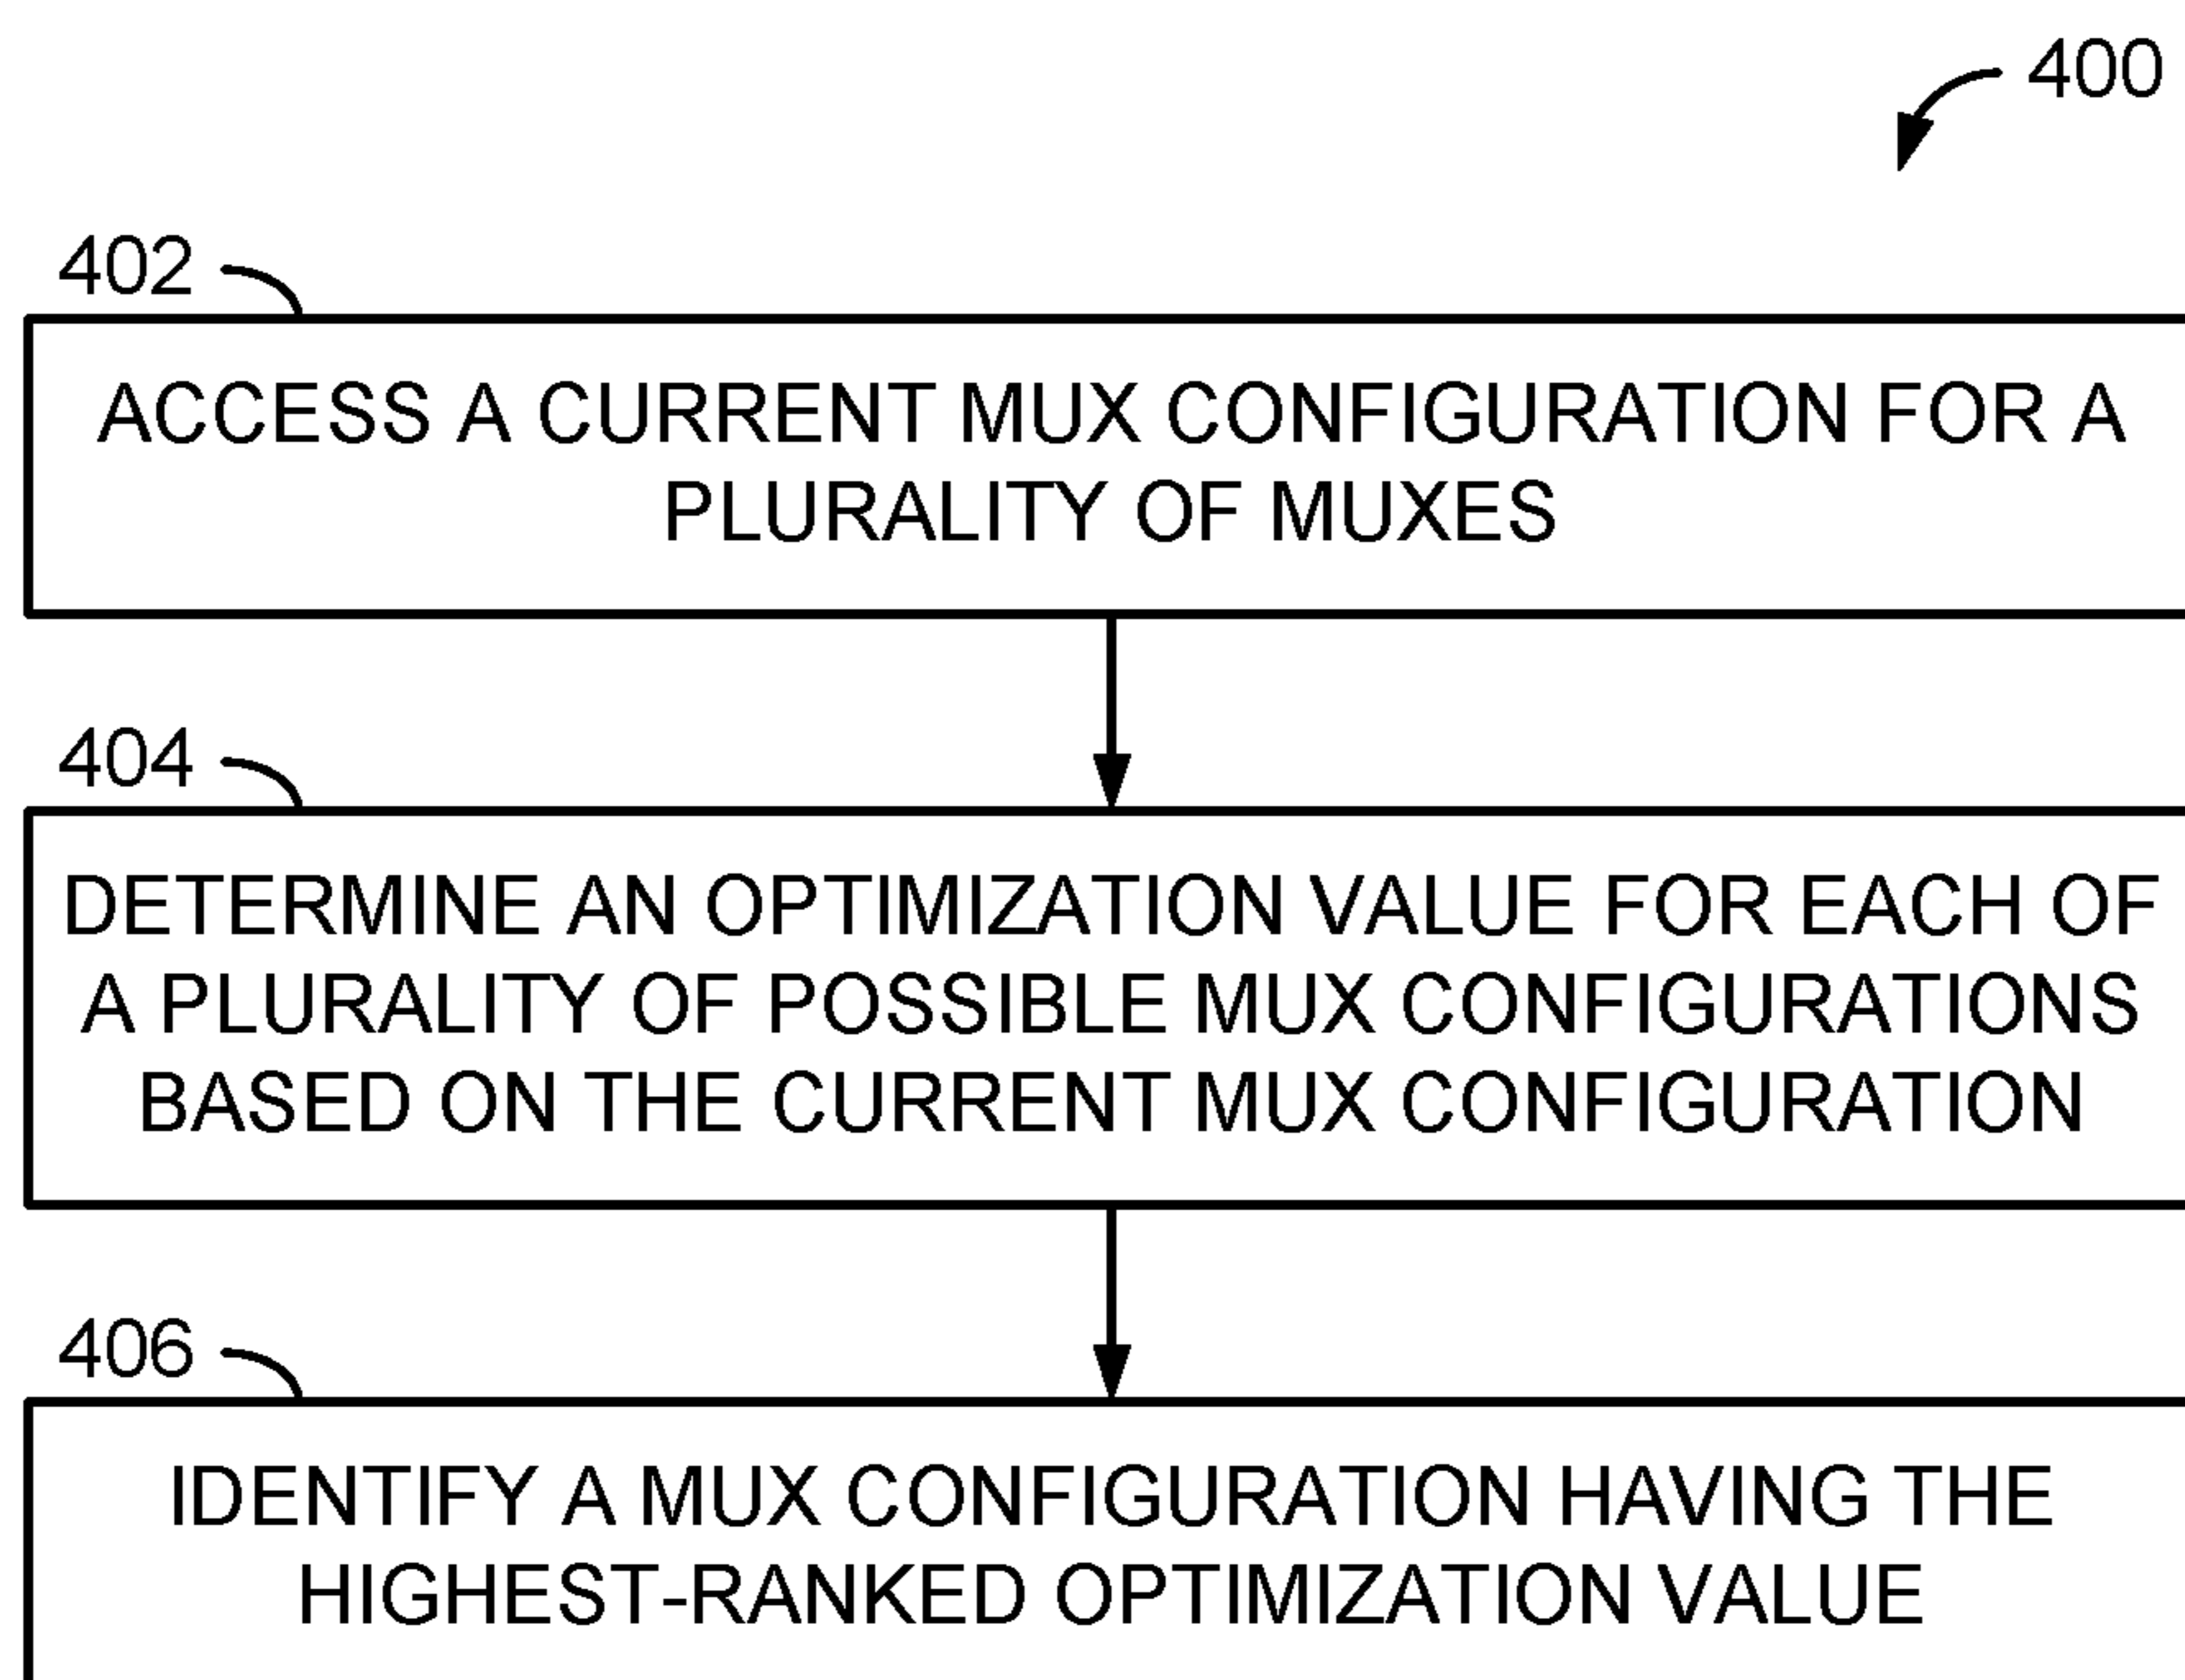 400
402
ACCESS A CURRENT MUX CONFIGURATION FOR A
PLURALITY OF MUXES
404
DETERMINE AN OPTIMIZATION VALUE FOR EACH OF
A PLURALITY OF POSSIBLE MUX CONFIGURATIONS
BASED ON THE CURRENT MUX CONFIGURATION
406
IDENTIFY A MUX CONFIGURATION HAVING THE
HIGHEST-RANKED OPTIMIZATION VALUE